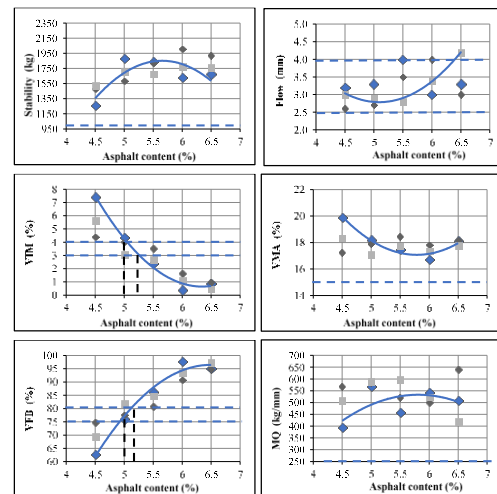 2350
2150
1950
1750
1550
1350
1150
950
Stability (kg)
4 4.5 5 5.5 6 6.5 7
Asphalt content (%)
5.0
4.5
4.0
3.5
3.0
2.5
2.0
Flow (mm)
4 4.5 5 5.5 6 6.5 7
Asphalt content (%)
8
7
6
5
4
3
2
1
0
VIM (%)
4 4.5 5 5.5 6 6.5 7
Asphalt content (%)
22
20
18
16
14
VMA (%)
4 4.5 5 5.5 6 6.5 7
Asphalt content (%)
100
95
90
85
80
75
70
65
60
VFB (%)
4 4.5 5 5.5 6 6.5 7
Asphalt content (%)
700
650
600
550
500
450
400
350
300
250
MQ (kg/mm)
4 4.5 5 5.5 6 6.5 7
Asphalt content (%)